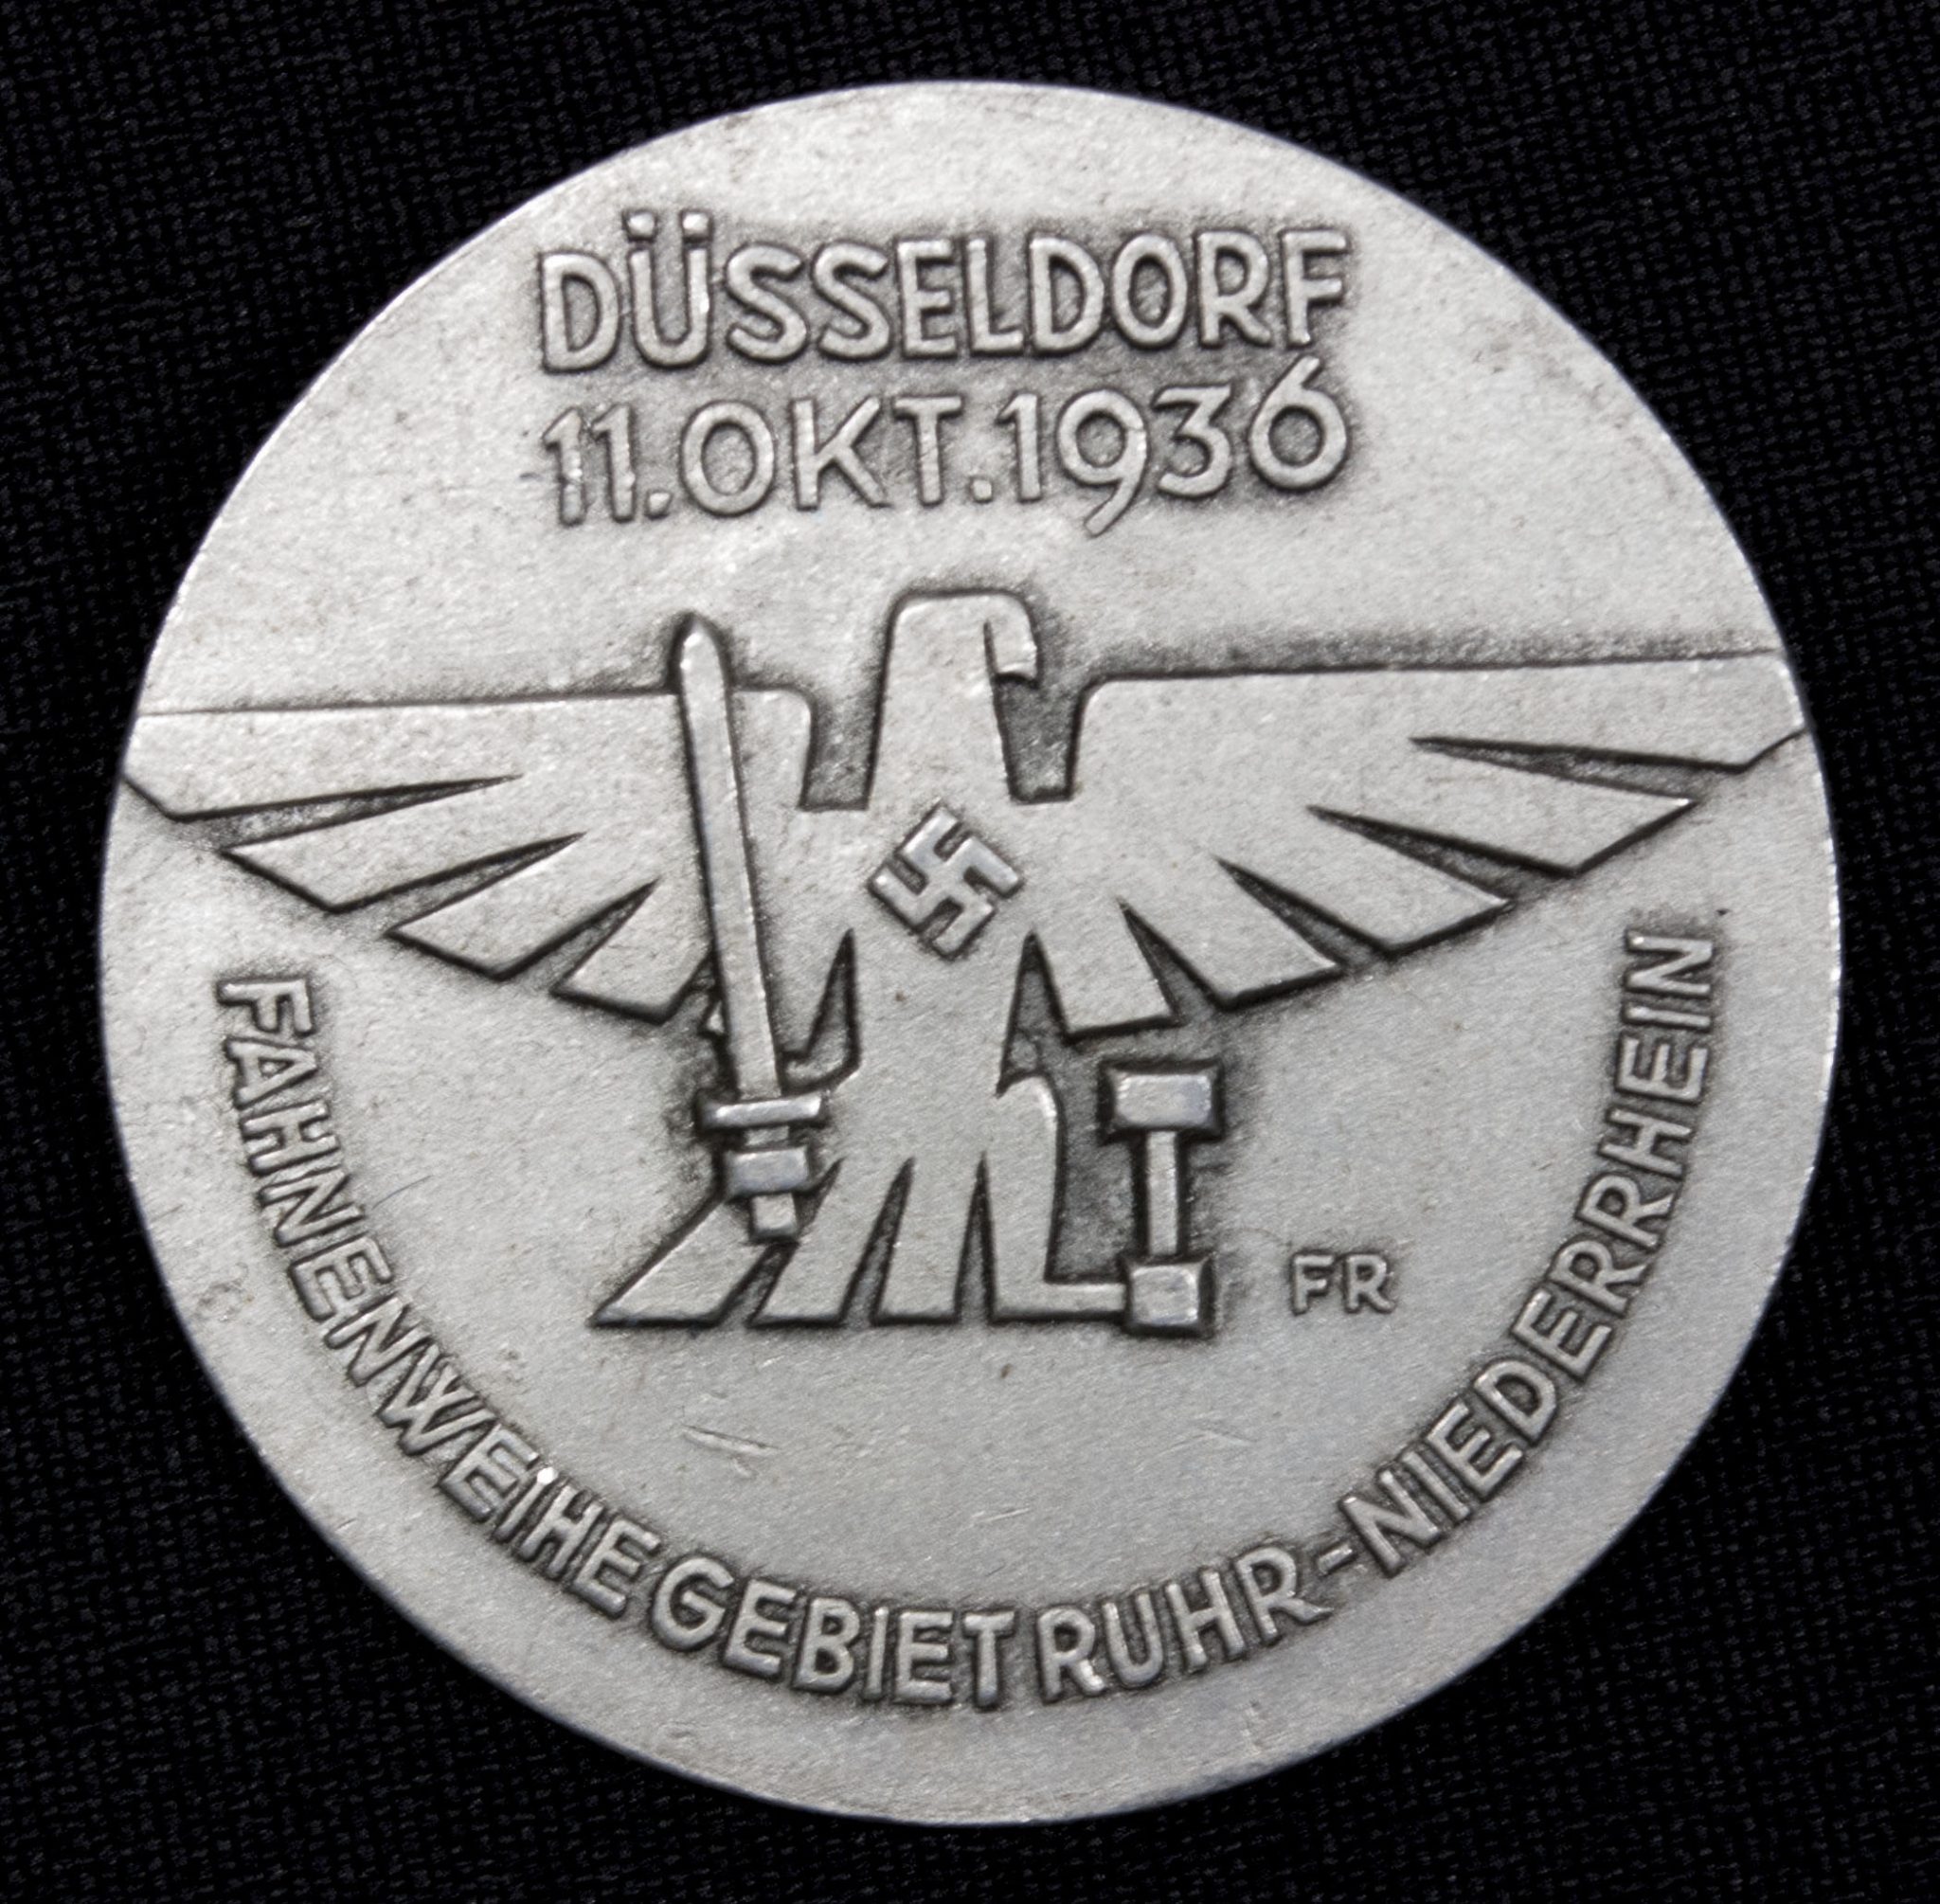 DÜSSELDORF
11.OKT.1936
FR
FAHNENWEIHE GEBIET RUHR-NIEDERRHEIN